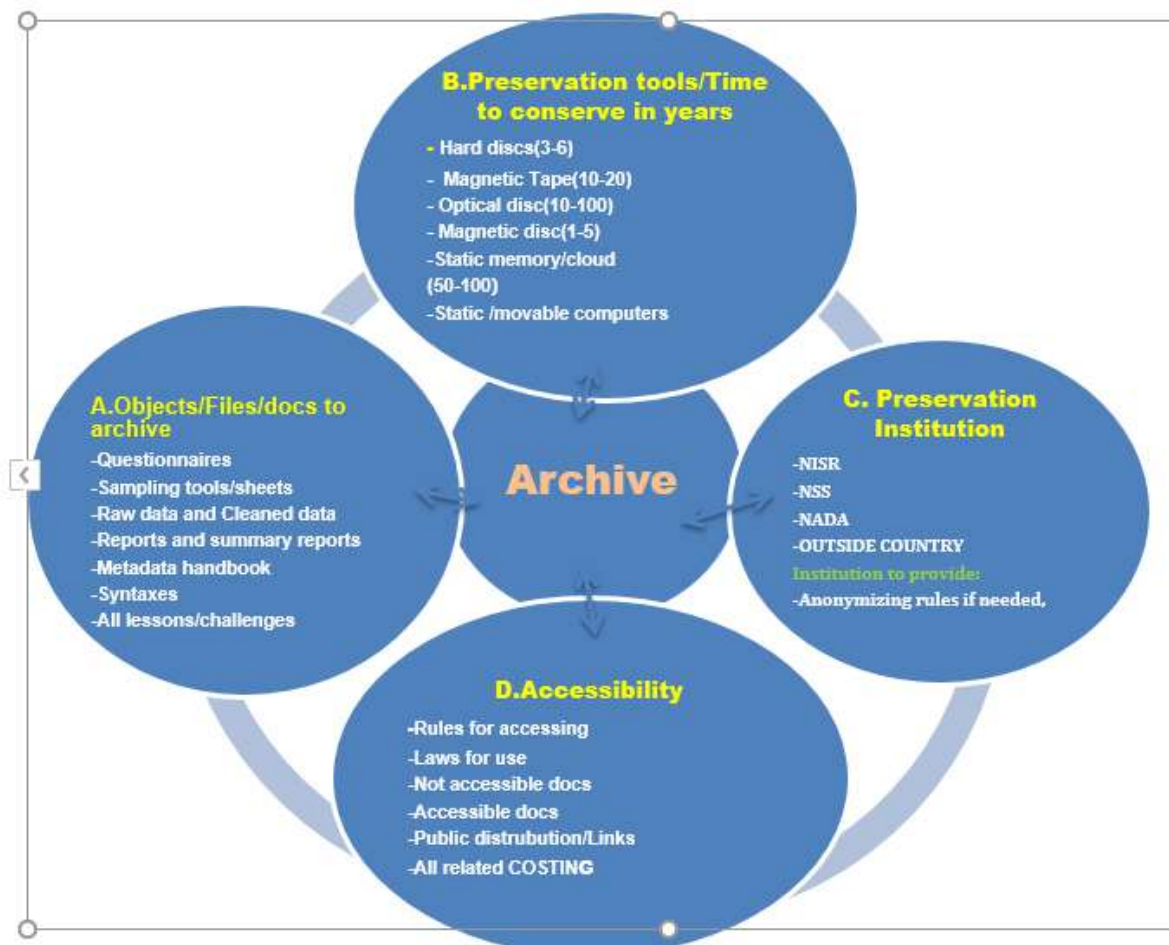 B.Preservation tools/Time
to conserve in years
- Hard discs(3-6)
- Magnetic Tape(10-20)
- Optical disc(10-100)
- Magnetic disc(1-5)
-Static memory/cloud
(50-100)
-Static /movable computers
A.Objects/Files/docs to
archive
-Questionnaires
-Sampling tools/sheets
-Raw data and Cleaned data
-Reports and summary reports
-Metadata handbook
-Syntaxes
-All lessons/challenges
Archive
C. Preservation
Institution
-NISR
-NSS
-NADA
-OUTSIDE COUNTRY
Institution to provide:
-Anonymizing rules if needed,
D.Accessibility
-Rules for accessing
-Laws for use
-Not accessible docs
-Accessible docs
-Public distrubution/Links
-All related COSTING